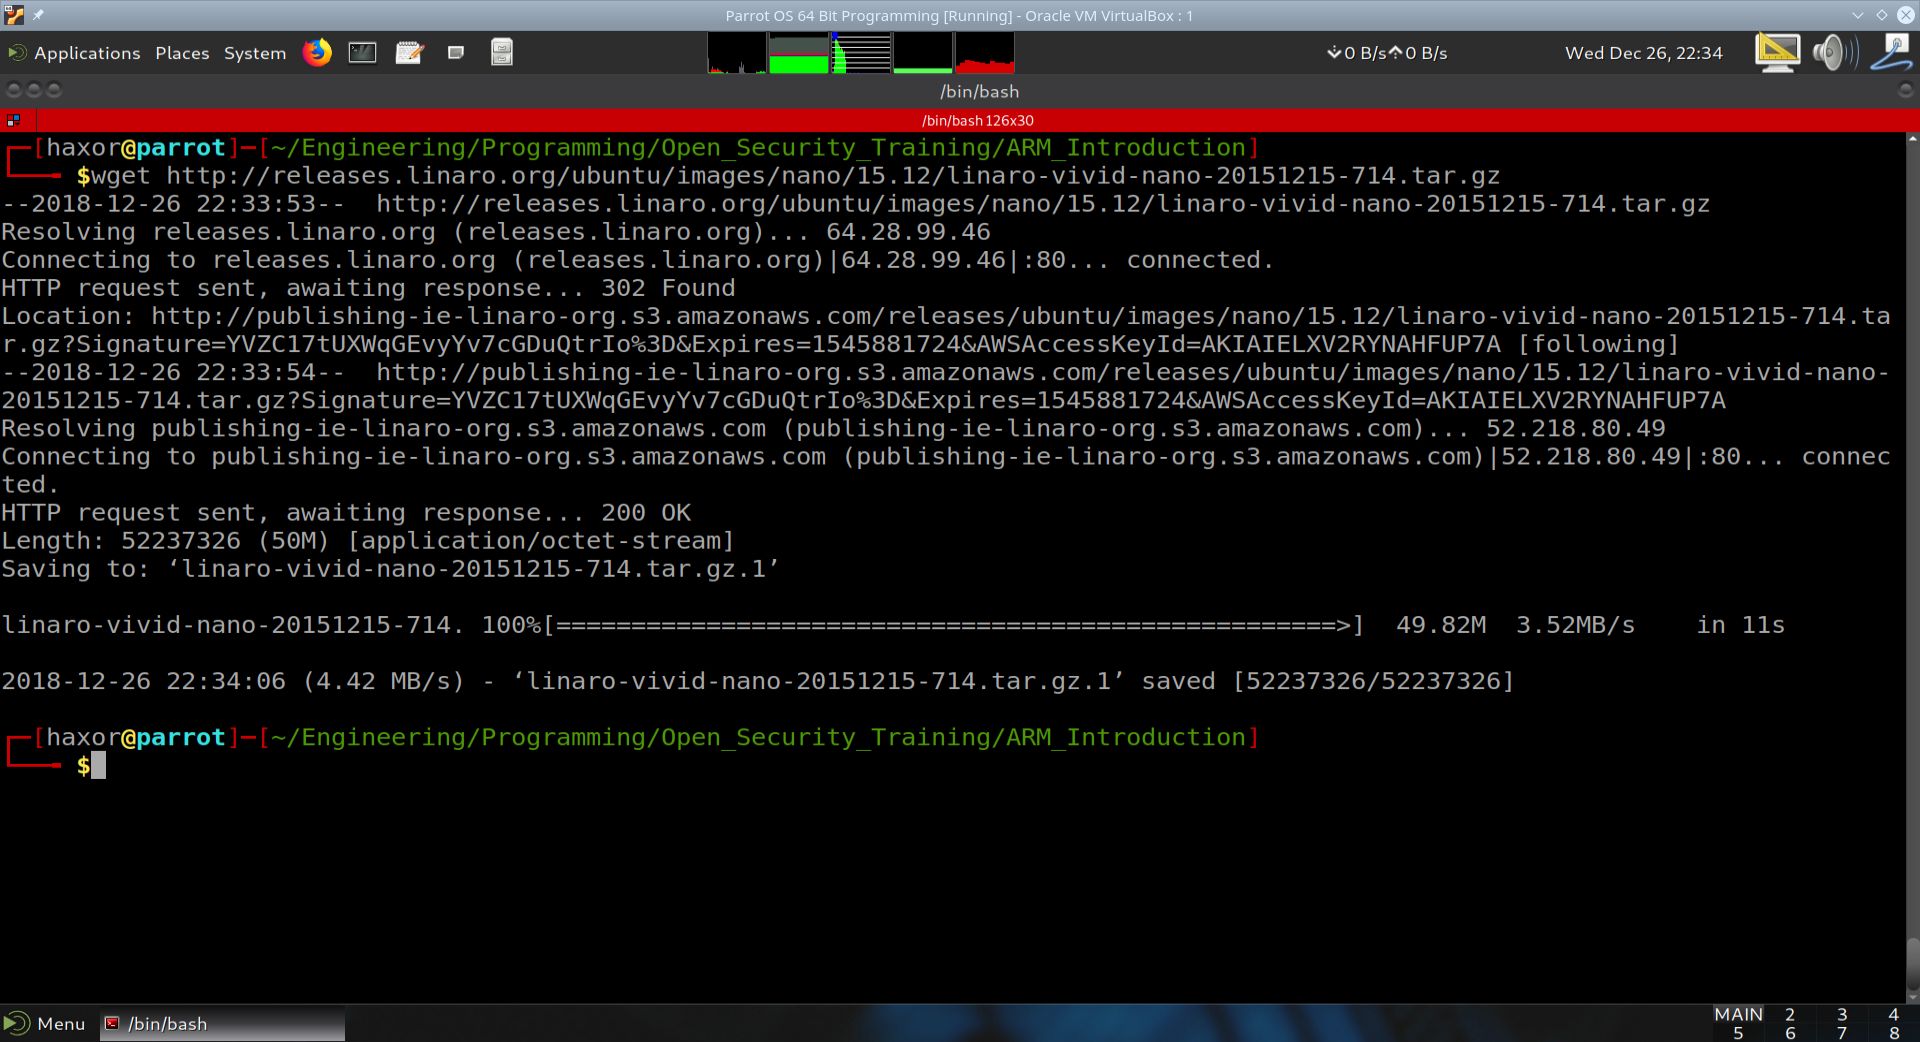 Parrot OS 64 Bit Programming [Running] - Oracle VM VirtualBox : 1
Applications Places System
0 B/s 0 B/s
Wed Dec 26, 22:34
/bin/bash
/bin/bash 126x30
[haxor@parrot]─[~/Engineering/Programming/Open_Security_Training/ARM_Introduction]
$wget http://releases.linaro.org/ubuntu/images/nano/15.12/linaro-vivid-nano-20151215-714.tar.gz
--2018-12-26 22:33:53--  http://releases.linaro.org/ubuntu/images/nano/15.12/linaro-vivid-nano-20151215-714.tar.gz
Resolving releases.linaro.org (releases.linaro.org)... 64.28.99.46
Connecting to releases.linaro.org (releases.linaro.org)|64.28.99.46|:80... connected.
HTTP request sent, awaiting response... 302 Found
Location: http://publishing-ie-linaro-org.s3.amazonaws.com/releases/ubuntu/images/nano/15.12/linaro-vivid-nano-20151215-714.ta
r.gz?Signature=YVZC17tUXWqGEvyYv7cGDuQtrIo%3D&Expires=1545881724&AWSAccessKeyId=AKIAIELXV2RYNAHFUP7A [following]
--2018-12-26 22:33:54--  http://publishing-ie-linaro-org.s3.amazonaws.com/releases/ubuntu/images/nano/15.12/linaro-vivid-nano-
20151215-714.tar.gz?Signature=YVZC17tUXWqGEvyYv7cGDuQtrIo%3D&Expires=1545881724&AWSAccessKeyId=AKIAIELXV2RYNAHFUP7A
Resolving publishing-ie-linaro-org.s3.amazonaws.com (publishing-ie-linaro-org.s3.amazonaws.com)... 52.218.80.49
Connecting to publishing-ie-linaro-org.s3.amazonaws.com (publishing-ie-linaro-org.s3.amazonaws.com)|52.218.80.49|:80... connec
ted.
HTTP request sent, awaiting response... 200 OK
Length: 52237326 (50M) [application/octet-stream]
Saving to: ‘linaro-vivid-nano-20151215-714.tar.gz.1’
linaro-vivid-nano-20151215-714. 100%[====================================================>]  49.82M  3.52MB/s    in 11s
2018-12-26 22:34:06 (4.42 MB/s) - ‘linaro-vivid-nano-20151215-714.tar.gz.1’ saved [52237326/52237326]
[haxor@parrot]─[~/Engineering/Programming/Open_Security_Training/ARM_Introduction]
$
Menu /bin/bash
MAIN 2 3 4
5 6 7 8